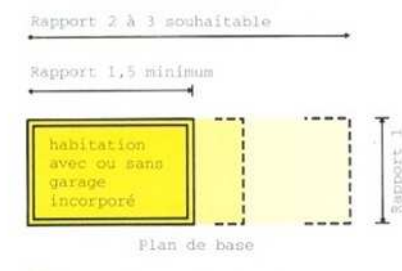 Rapport 2 à 3 souhaitable
Rapport 1,5 minimum
habitation
avec ou sans
garage
incorporé
Rapport 1
Plan de base